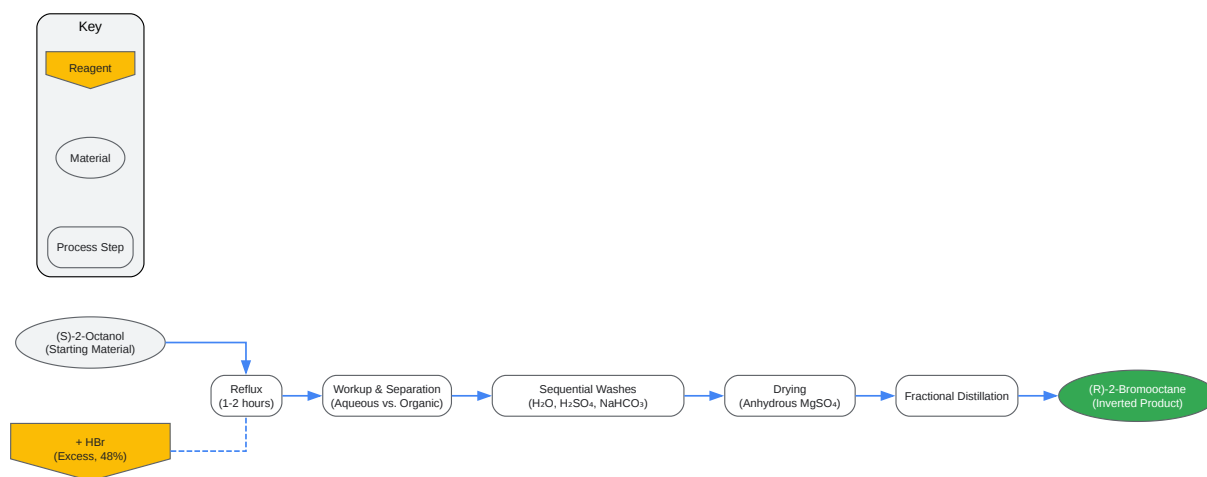 Key
Reagent
Material
Process Step
(S)-2-Octanol
(Starting Material)
+ HBr
(Excess, 48%)
Reflux
(1-2 hours)
Workup & Separation
(Aqueous vs. Organic)
Sequential Washes
(H₂O, H₂SO₄, NaHCO₃)
Drying
(Anhydrous MgSO₄)
Fractional Distillation
(R)-2-Bromooctane
(Inverted Product)